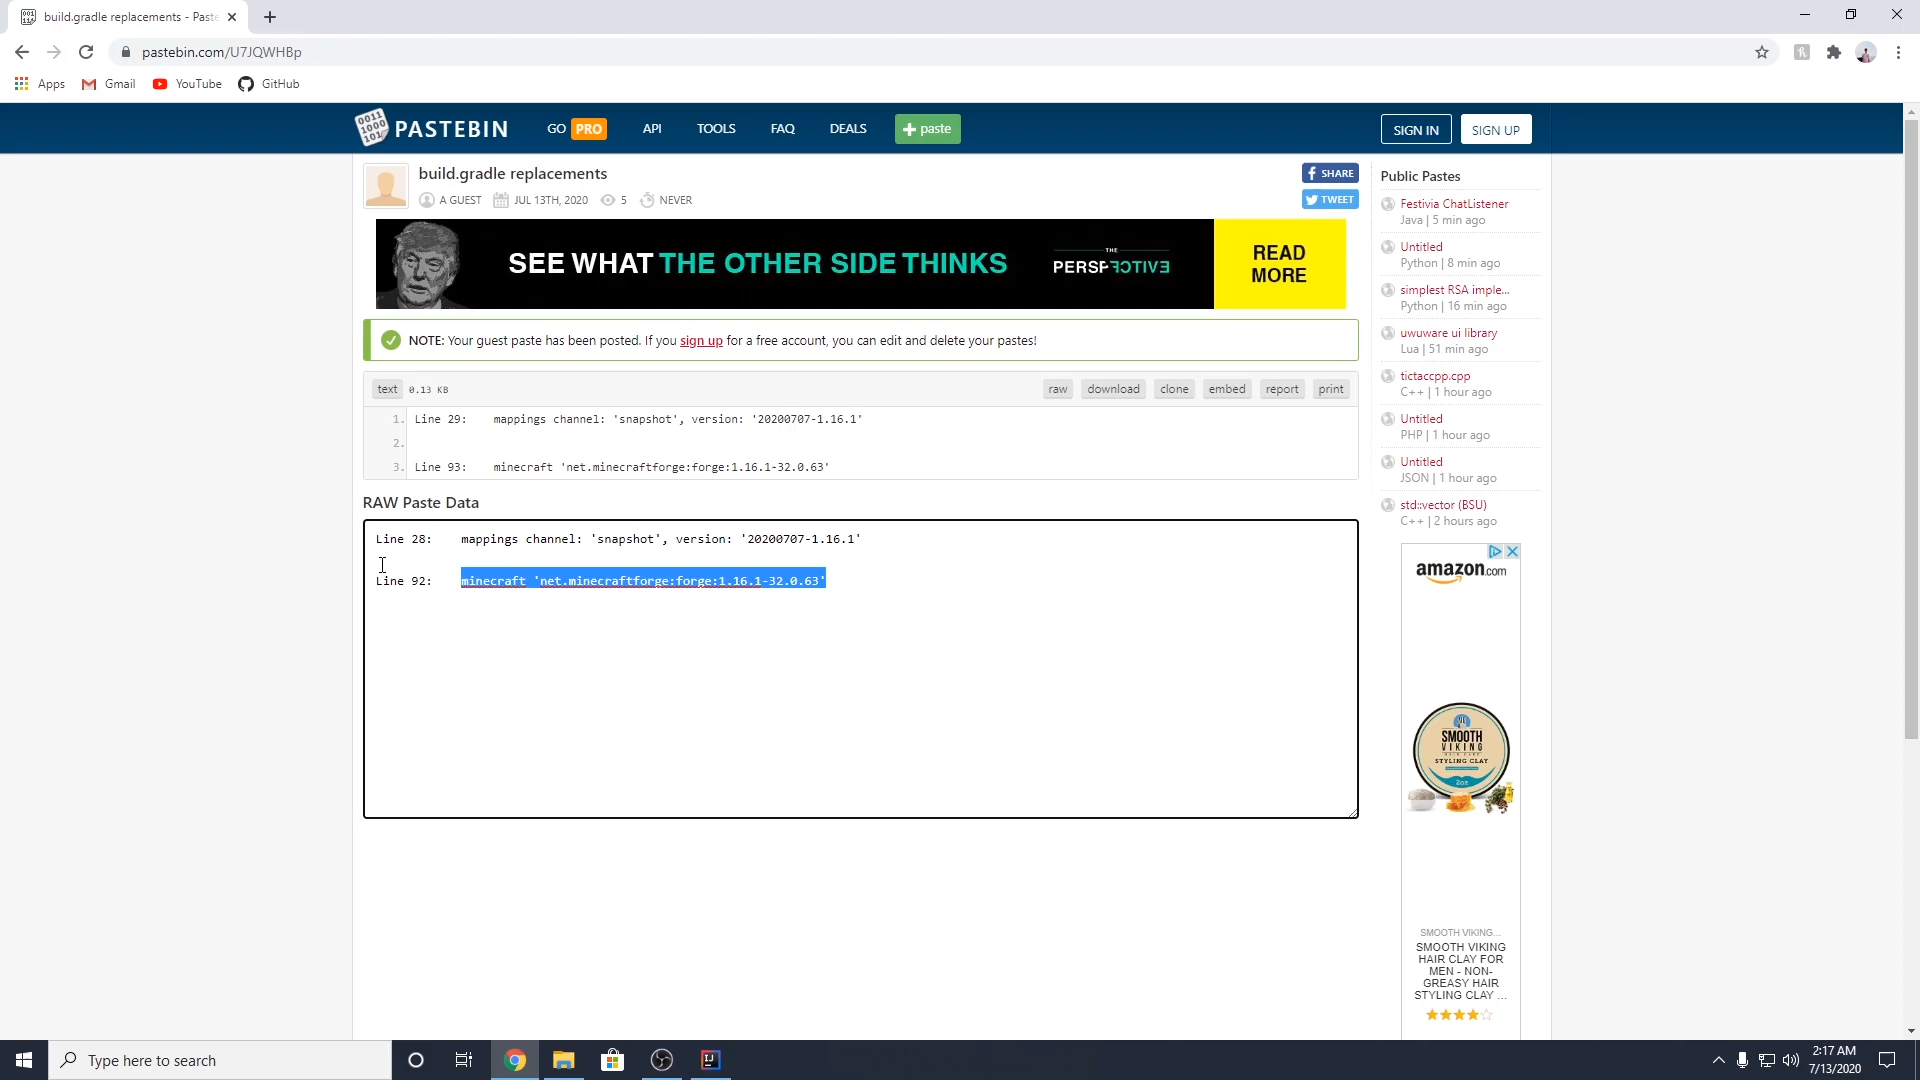 build.gradle replacements - Paste
pastebin.com/U7JQWHBp
Apps
Gmail
YouTube
GitHub
PASTEBIN
GO PRO
API
TOOLS
FAQ
DEALS
paste
SIGN IN
SIGN UP
build.gradle replacements
A GUEST JUL 13TH, 2020 5 NEVER
SHARE
TWEET
SEE WHAT THE OTHER SIDE THINKS
THE
PERSPECTIVE
READ
MORE
NOTE: Your guest paste has been posted. If you sign up for a free account, you can edit and delete your pastes!
text 0.13 KB
raw download clone embed report print
1. Line 29: mappings channel: 'snapshot', version: '20200707-1.16.1'
2.
3. Line 93: minecraft 'net.minecraftforge:forge:1.16.1-32.0.63'
RAW Paste Data
Line 28: mappings channel: 'snapshot', version: '20200707-1.16.1'
Line 92: minecraft 'net.minecraftforge:forge:1.16.1-32.0.63'
Public Pastes
Festivia ChatListener
Java | 5 min ago
Untitled
Python | 8 min ago
simplest RSA imple...
Python | 16 min ago
uwuware ui library
Lua | 51 min ago
tictaccpp.cpp
C++ | 1 hour ago
Untitled
PHP | 1 hour ago
Untitled
JSON | 1 hour ago
std::vector (BSU)
C++ | 2 hours ago
amazon.com
SMOOTH
VIKING
HAIR CARE
STYLING CLAY
2oz
SMOOTH VIKING...
SMOOTH VIKING
HAIR CLAY FOR
MEN - NON-
GREASY HAIR
STYLING CLAY ...
Type here to search
2:17 AM
7/13/2020